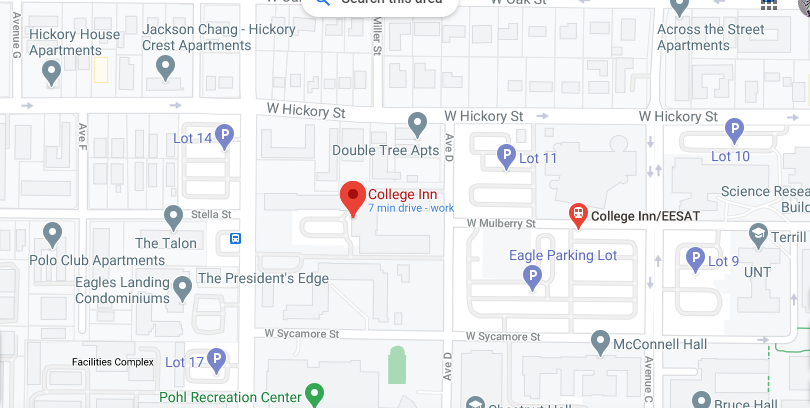 Search this area
W Oak St
Avenue G
Hickory House
Apartments
Jackson Chang - Hickory
Crest Apartments
Miller St
Across the Street
Apartments
W Hickory St
W Hickory St
W Hickory St
Ave F
Lot 14
P
Double Tree Apts
Ave D
P
Lot 11
P
Lot 10
College Inn
7 min drive - work
Science Resea
Build
Stella St
W Mulberry St
College Inn/EESAT
The Talon
Polo Club Apartments
Eagle Parking Lot
P
P
Lot 9
Terrill
UNT
Eagles Landing
Condominiums
The President's Edge
W Sycamore St
W Sycamore St
McConnell Hall
Facilities Complex
Lot 17
P
Ave D
Avenue C
Pohl Recreation Center
Chestnut Hall
Bruce Hall